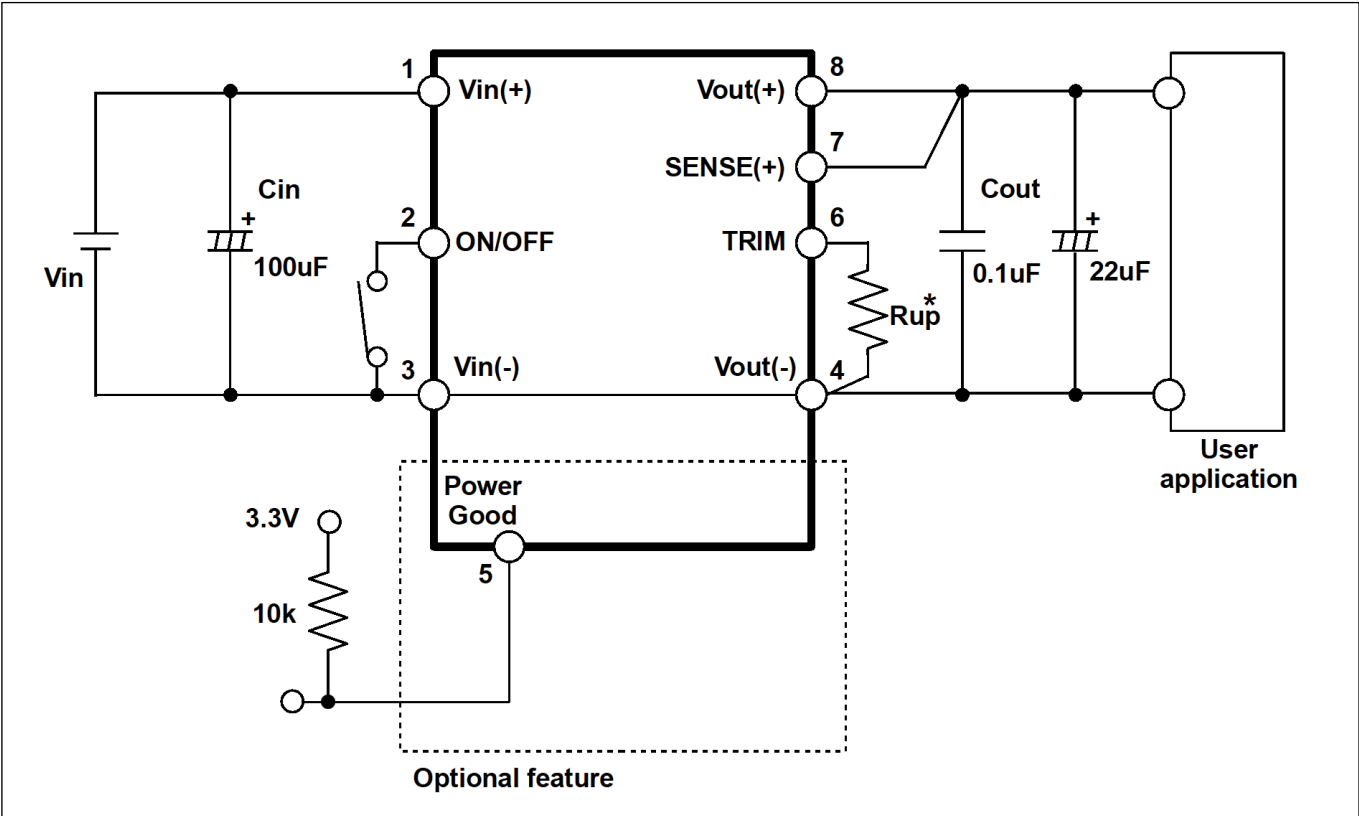 1
Vin(+)
Vout(+)
8
SENSE(+)
7
Cin
+
100uF
2
ON/OFF
TRIM
6
Cout
0.1uF
+
22uF
Vin
Rup*
3
Vin(-)
Vout(-)
4
User
application
Power
Good
5
3.3V
10k
Optional feature